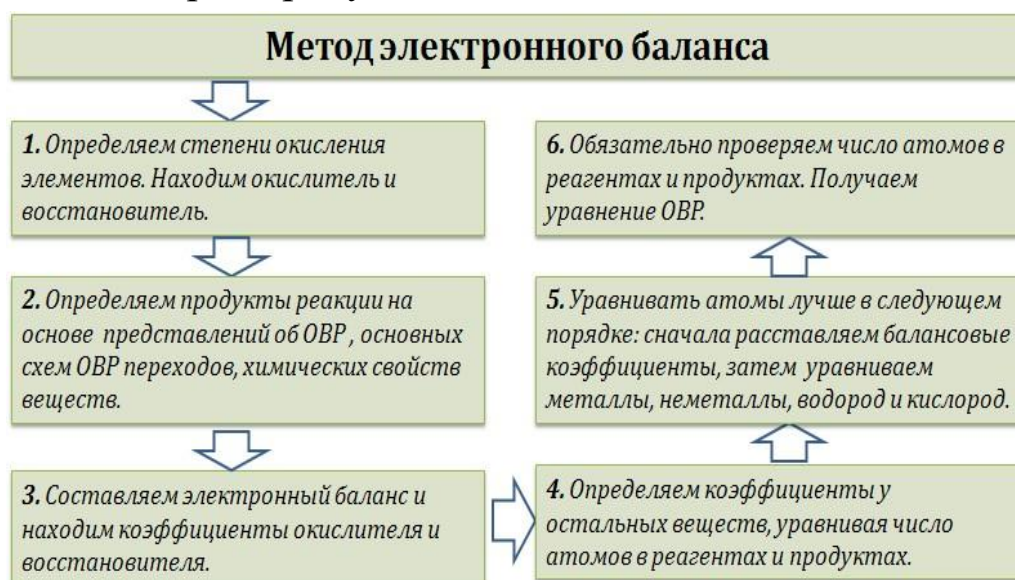 Метод электронного баланса
1. Определяем степени окисления
элементов. Находим окислитель и
восстановитель.
2. Определяем продукты реакции на
основе представлений об ОВР , основных
схем ОВР переходов, химических свойств
веществ.
3. Составляем электронный баланс и
находим коэффициенты окислителя и
восстановителя.
4. Определяем коэффициенты у
остальных веществ, уравнивая число
атомов в реагентах и продуктах.
5. Уравнивать атомы лучше в следующем
порядке: сначала расставляем балансовые
коэффициенты, затем уравниваем
металлы, неметаллы, водород и кислород.
6. Обязательно проверяем число атомов в
реагентах и продуктах. Получаем
уравнение ОВР.